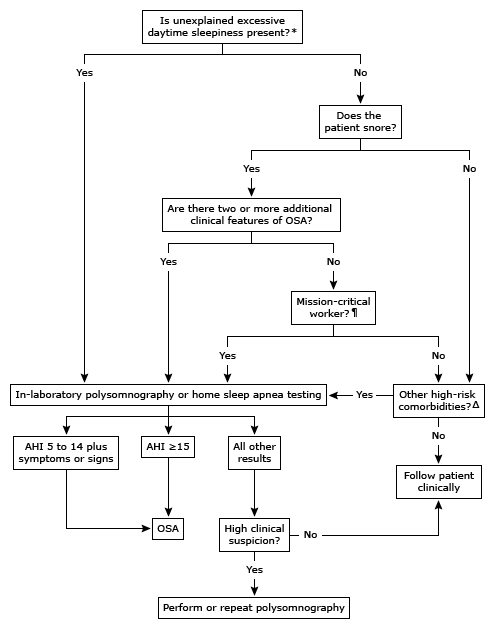 Is unexplained excessive
daytime sleepiness present?*
Yes
No
Does the
patient snore?
Yes
No
Are there two or more additional
clinical features of OSA?
Yes
No
Mission-critical
worker?¶
Yes
No
In-laboratory polysomnography or home sleep apnea testing
Yes
Other high-risk
comorbidities?Δ
No
AHI 5 to 14 plus
symptoms or signs
AHI ≥15
All other
results
Follow patient
clinically
OSA
High clinical
suspicion?
No
Yes
Perform or repeat polysomnography